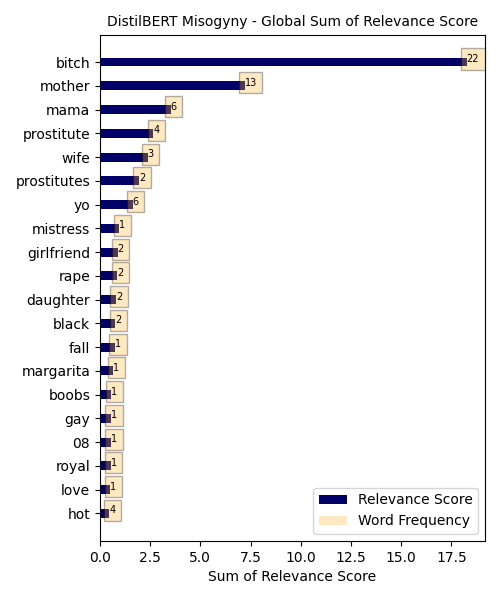 DistilBERT Misogyny - Global Sum of Relevance Score
bitch 22
mother 13
mama 6
prostitute 4
wife 3
prostitutes 2
yo 6
mistress 1
girlfriend 2
rape 2
daughter 2
black 2
fall 1
margarita 1
boobs 1
gay 1
08 1
royal 1
love 1
hot 4
Relevance Score
Word Frequency
0.0 2.5 5.0 7.5 10.0 12.5 15.0 17.5
Sum of Relevance Score